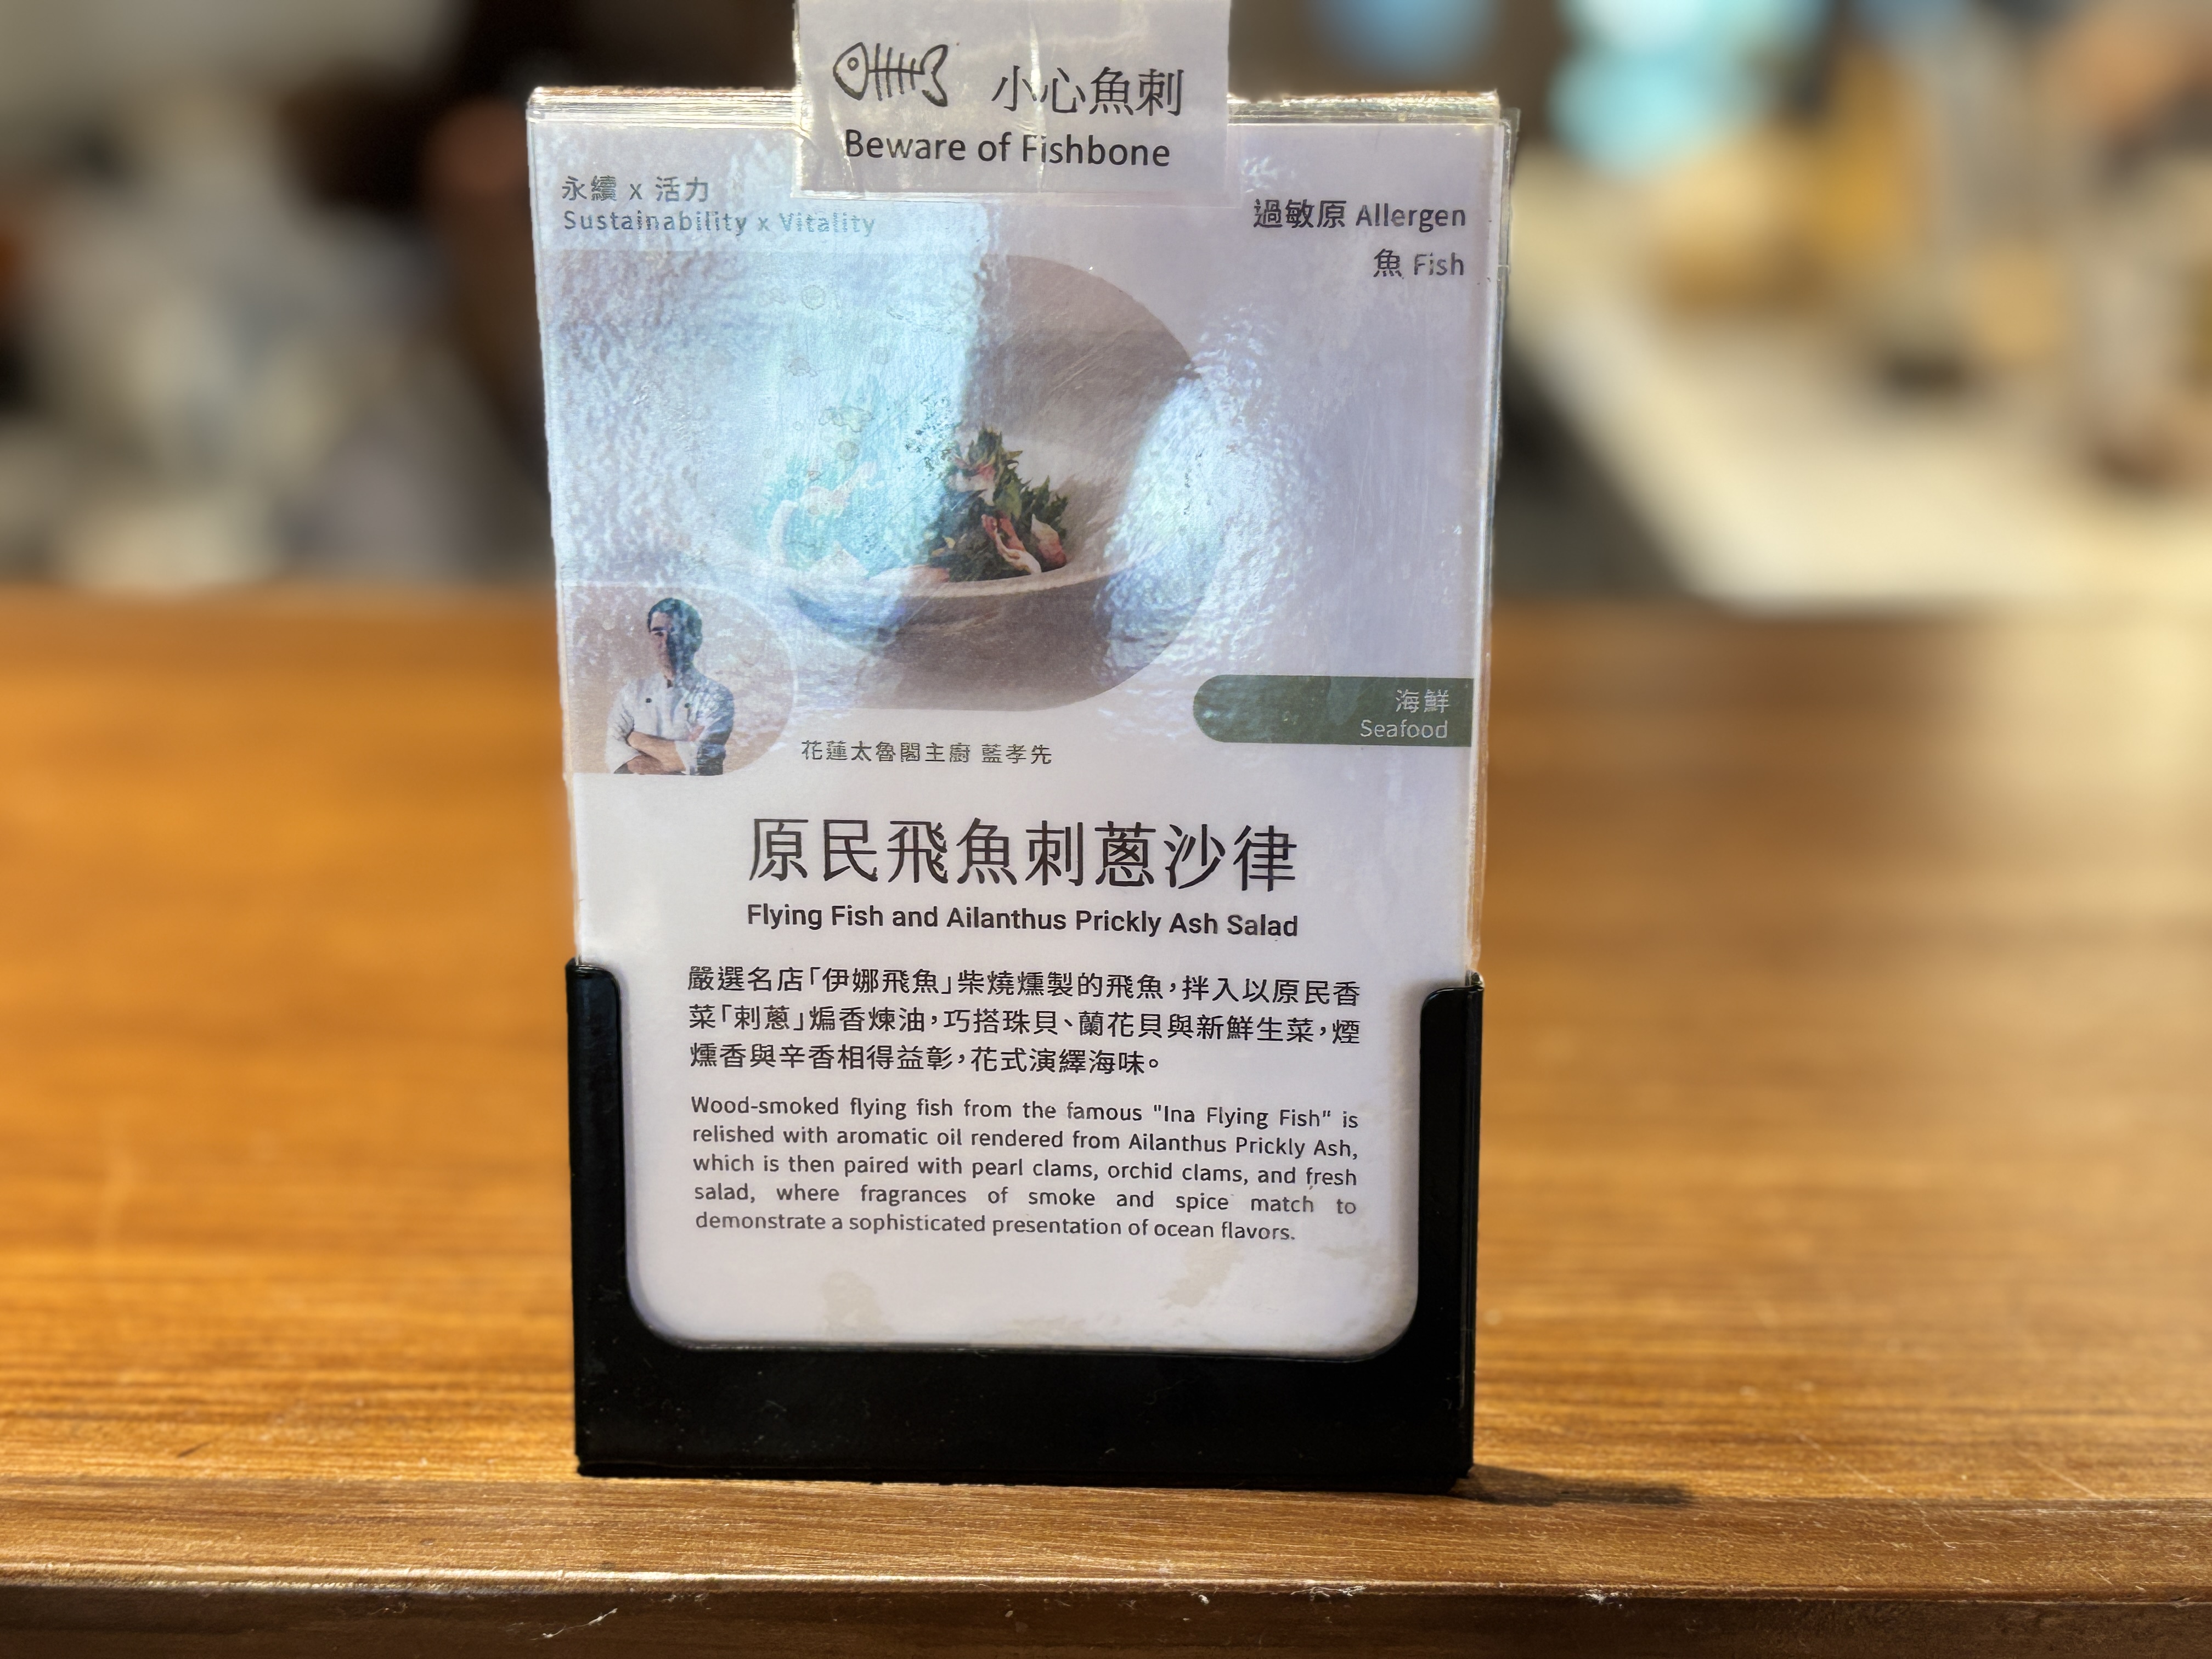 小心魚刺
Beware of Fishbone
永續 x 活力
Sustainability x Vitality
過敏原 Allergen
魚 Fish
海鮮
Seafood
花蓮太魯閣主廚 藍孝先
原民飛魚刺蔥沙律
Flying Fish and Ailanthus Prickly Ash Salad
嚴選名店「伊娜飛魚」柴燒燻製的飛魚,拌入以原民香
菜「刺蔥」煸香煉油,巧搭珠貝、蘭花貝與新鮮生菜,煙
燻香與辛香相得益彰,花式演繹海味。
Wood-smoked flying fish from the famous "Ina Flying Fish" is
relished with aromatic oil rendered from Ailanthus Prickly Ash,
which is then paired with pearl clams, orchid clams, and fresh
salad, where fragrances of smoke and spice match to
demonstrate a sophisticated presentation of ocean flavors.